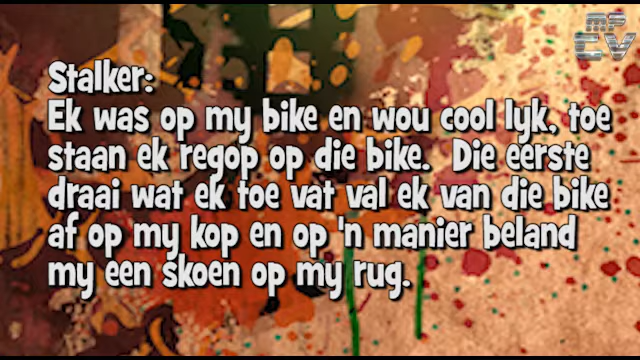 MP
CV
Stalker:
Ek was op my bike en wou cool lyk, toe
staan ek regop op die bike. Die eerste
draai wat ek toe vat val ek van die bike
af op my kop en op 'n manier beland
my een skoen op my rug.